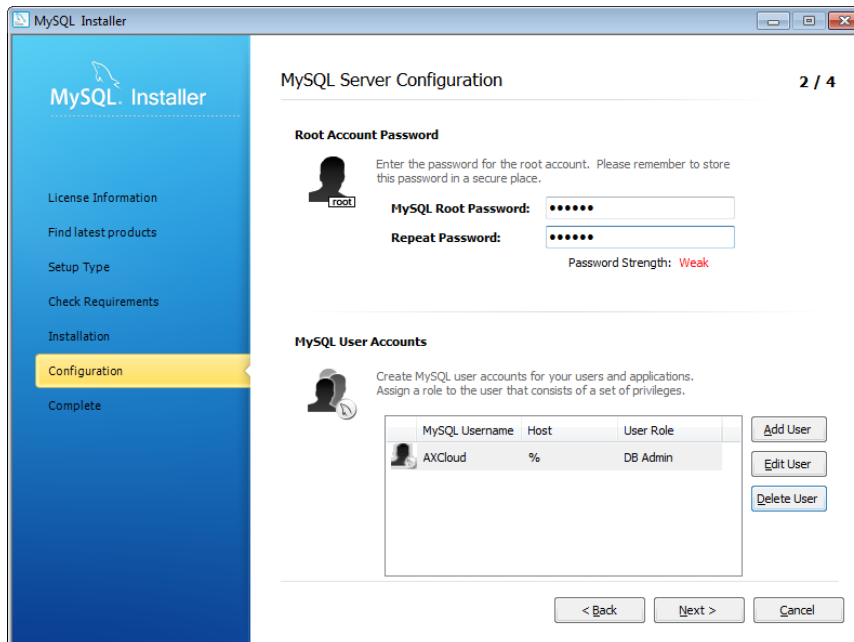 MySQL Installer
MySQL. Installer
License Information
Find latest products
Setup Type
Check Requirements
Installation
Configuration
Complete
MySQL Server Configuration
2 / 4
Root Account Password
Enter the password for the root account. Please remember to store
this password in a secure place.
root
MySQL Root Password: ●●●●●●
Repeat Password: ●●●●●●
Password Strength: Weak
MySQL User Accounts
Create MySQL user accounts for your users and applications.
Assign a role to the user that consists of a set of privileges.
MySQL Username Host User Role
AXCloud % DB Admin
Add User
Edit User
Delete User
< Back Next > Cancel